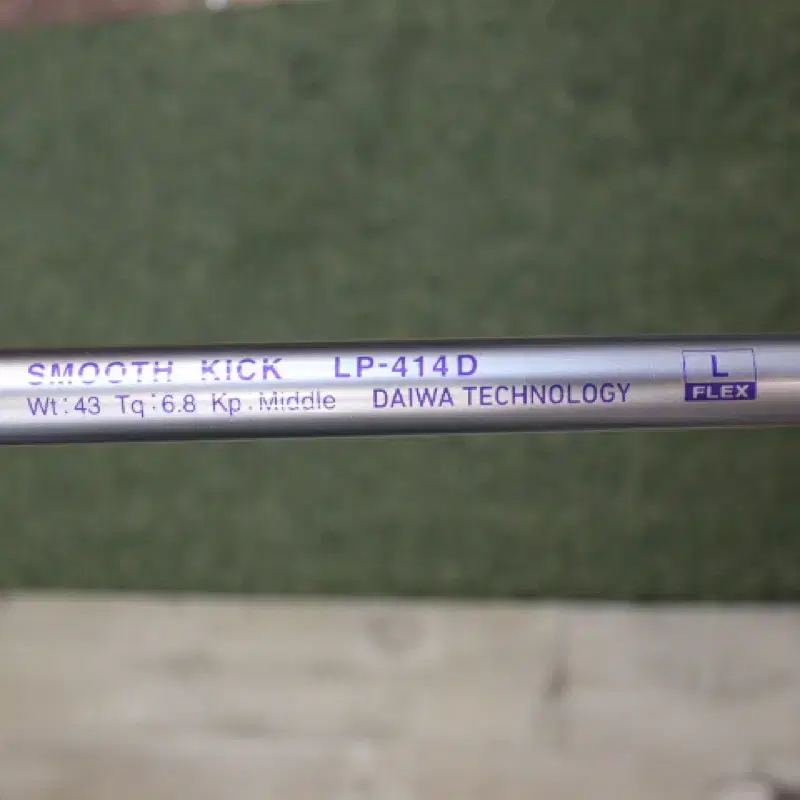 SMOOTH KICK LP-414D
Wt:43 Tq:6.8 Kp.Middle DAIWA TECHNOLOGY
L
FLEX